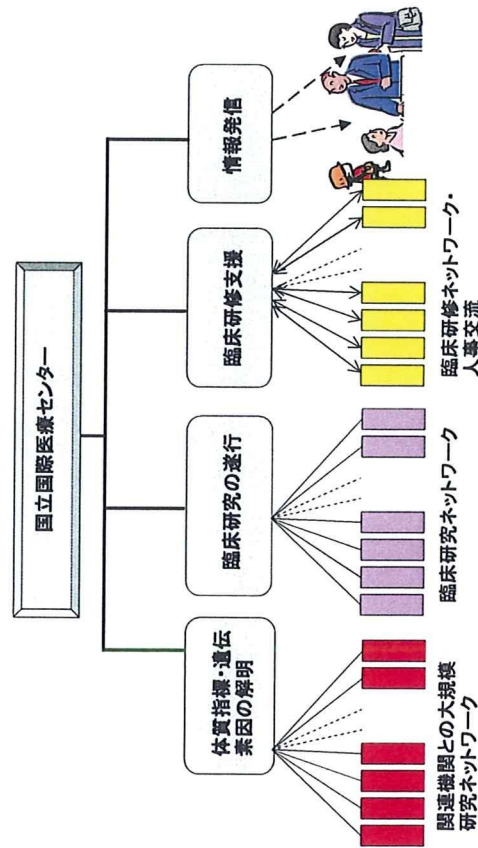 国立国際医療センター
体質指標・遺伝
素因の解明
臨床研究の遂行
臨床研修支援
情報発信
関連機関との大規模
研究ネットワーク
臨床研究ネットワーク
臨床研修ネットワーク・
人事交流